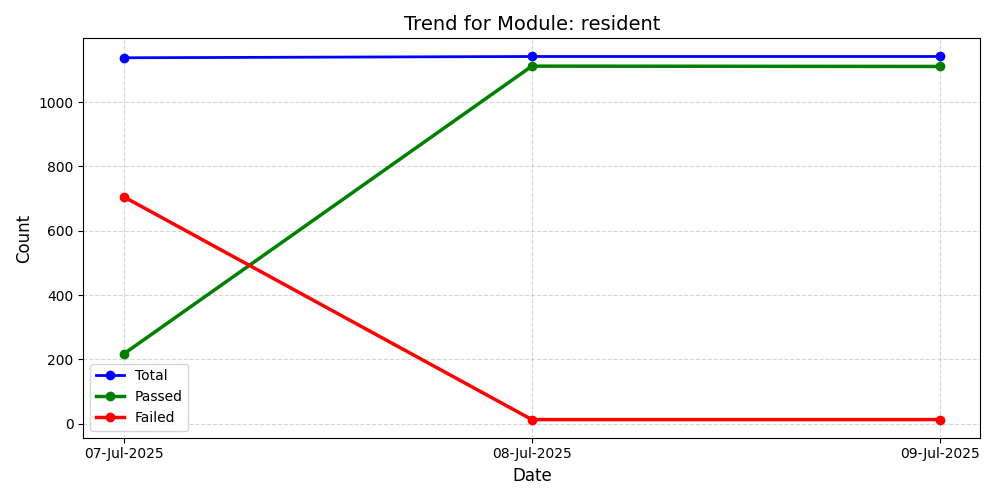 Trend for Module: resident
Count
1000
800
600
400
200
0
Total
Passed
Failed
07-Jul-2025
08-Jul-2025
09-Jul-2025
Date